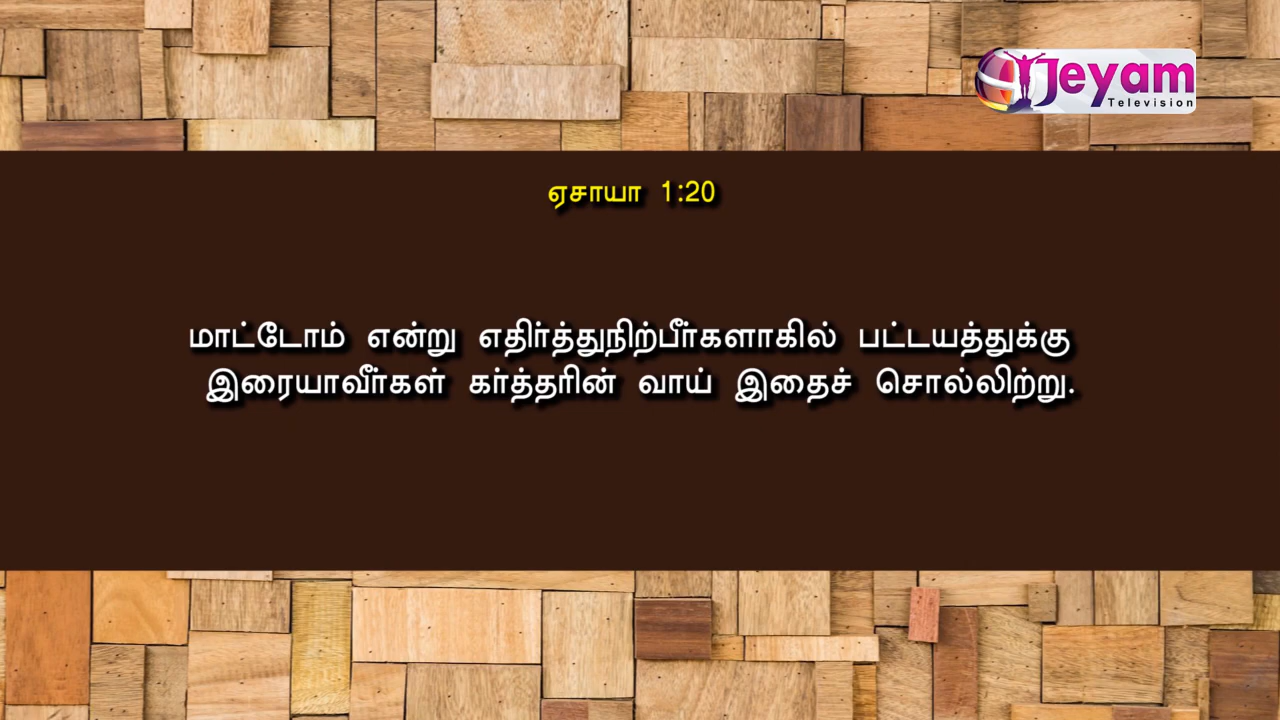 Jeyam
Television
ஏசாயா 1:20
மாட்டோம் என்று எதிர்த்துநிற்பீர்களாகில் பட்டயத்துக்கு
இரையாவீர்கள் கர்த்தரின் வாய் இதைச் சொல்லிற்று.